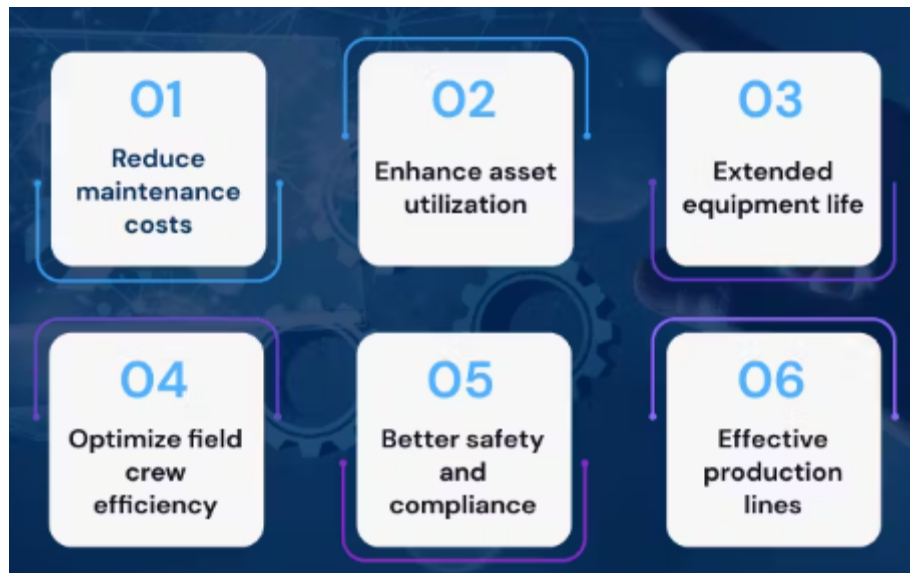 01
Reduce
maintenance
costs
02
Enhance asset
utilization
03
Extended
equipment life
04
Optimize field
crew
efficiency
05
Better safety
and
compliance
06
Effective
production
lines